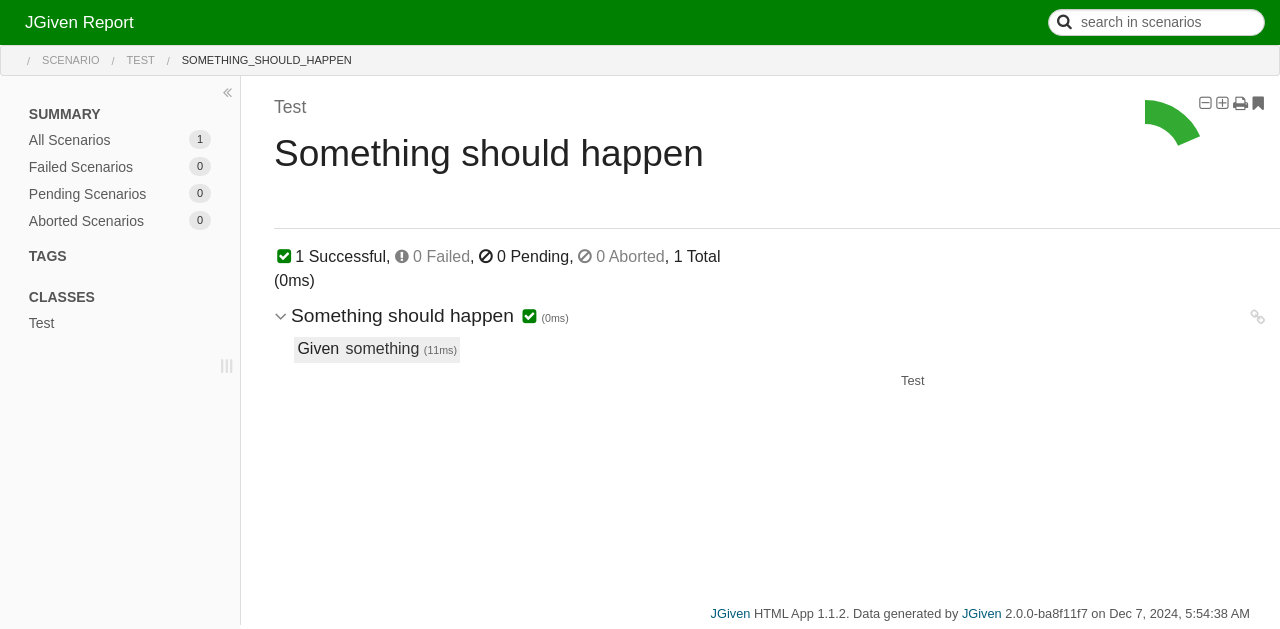 JGiven Report
search in scenarios
/ SCENARIO / TEST / SOMETHING_SHOULD_HAPPEN
SUMMARY
All Scenarios 1
Failed Scenarios 0
Pending Scenarios 0
Aborted Scenarios 0
TAGS
CLASSES
Test
Test
Something should happen
1 Successful, 0 Failed, 0 Pending, 0 Aborted, 1 Total
(0ms)
Something should happen (0ms)
Given something (11ms)
Test
JGiven HTML App 1.1.2. Data generated by JGiven 2.0.0-ba8f11f7 on Dec 7, 2024, 5:54:38 AM